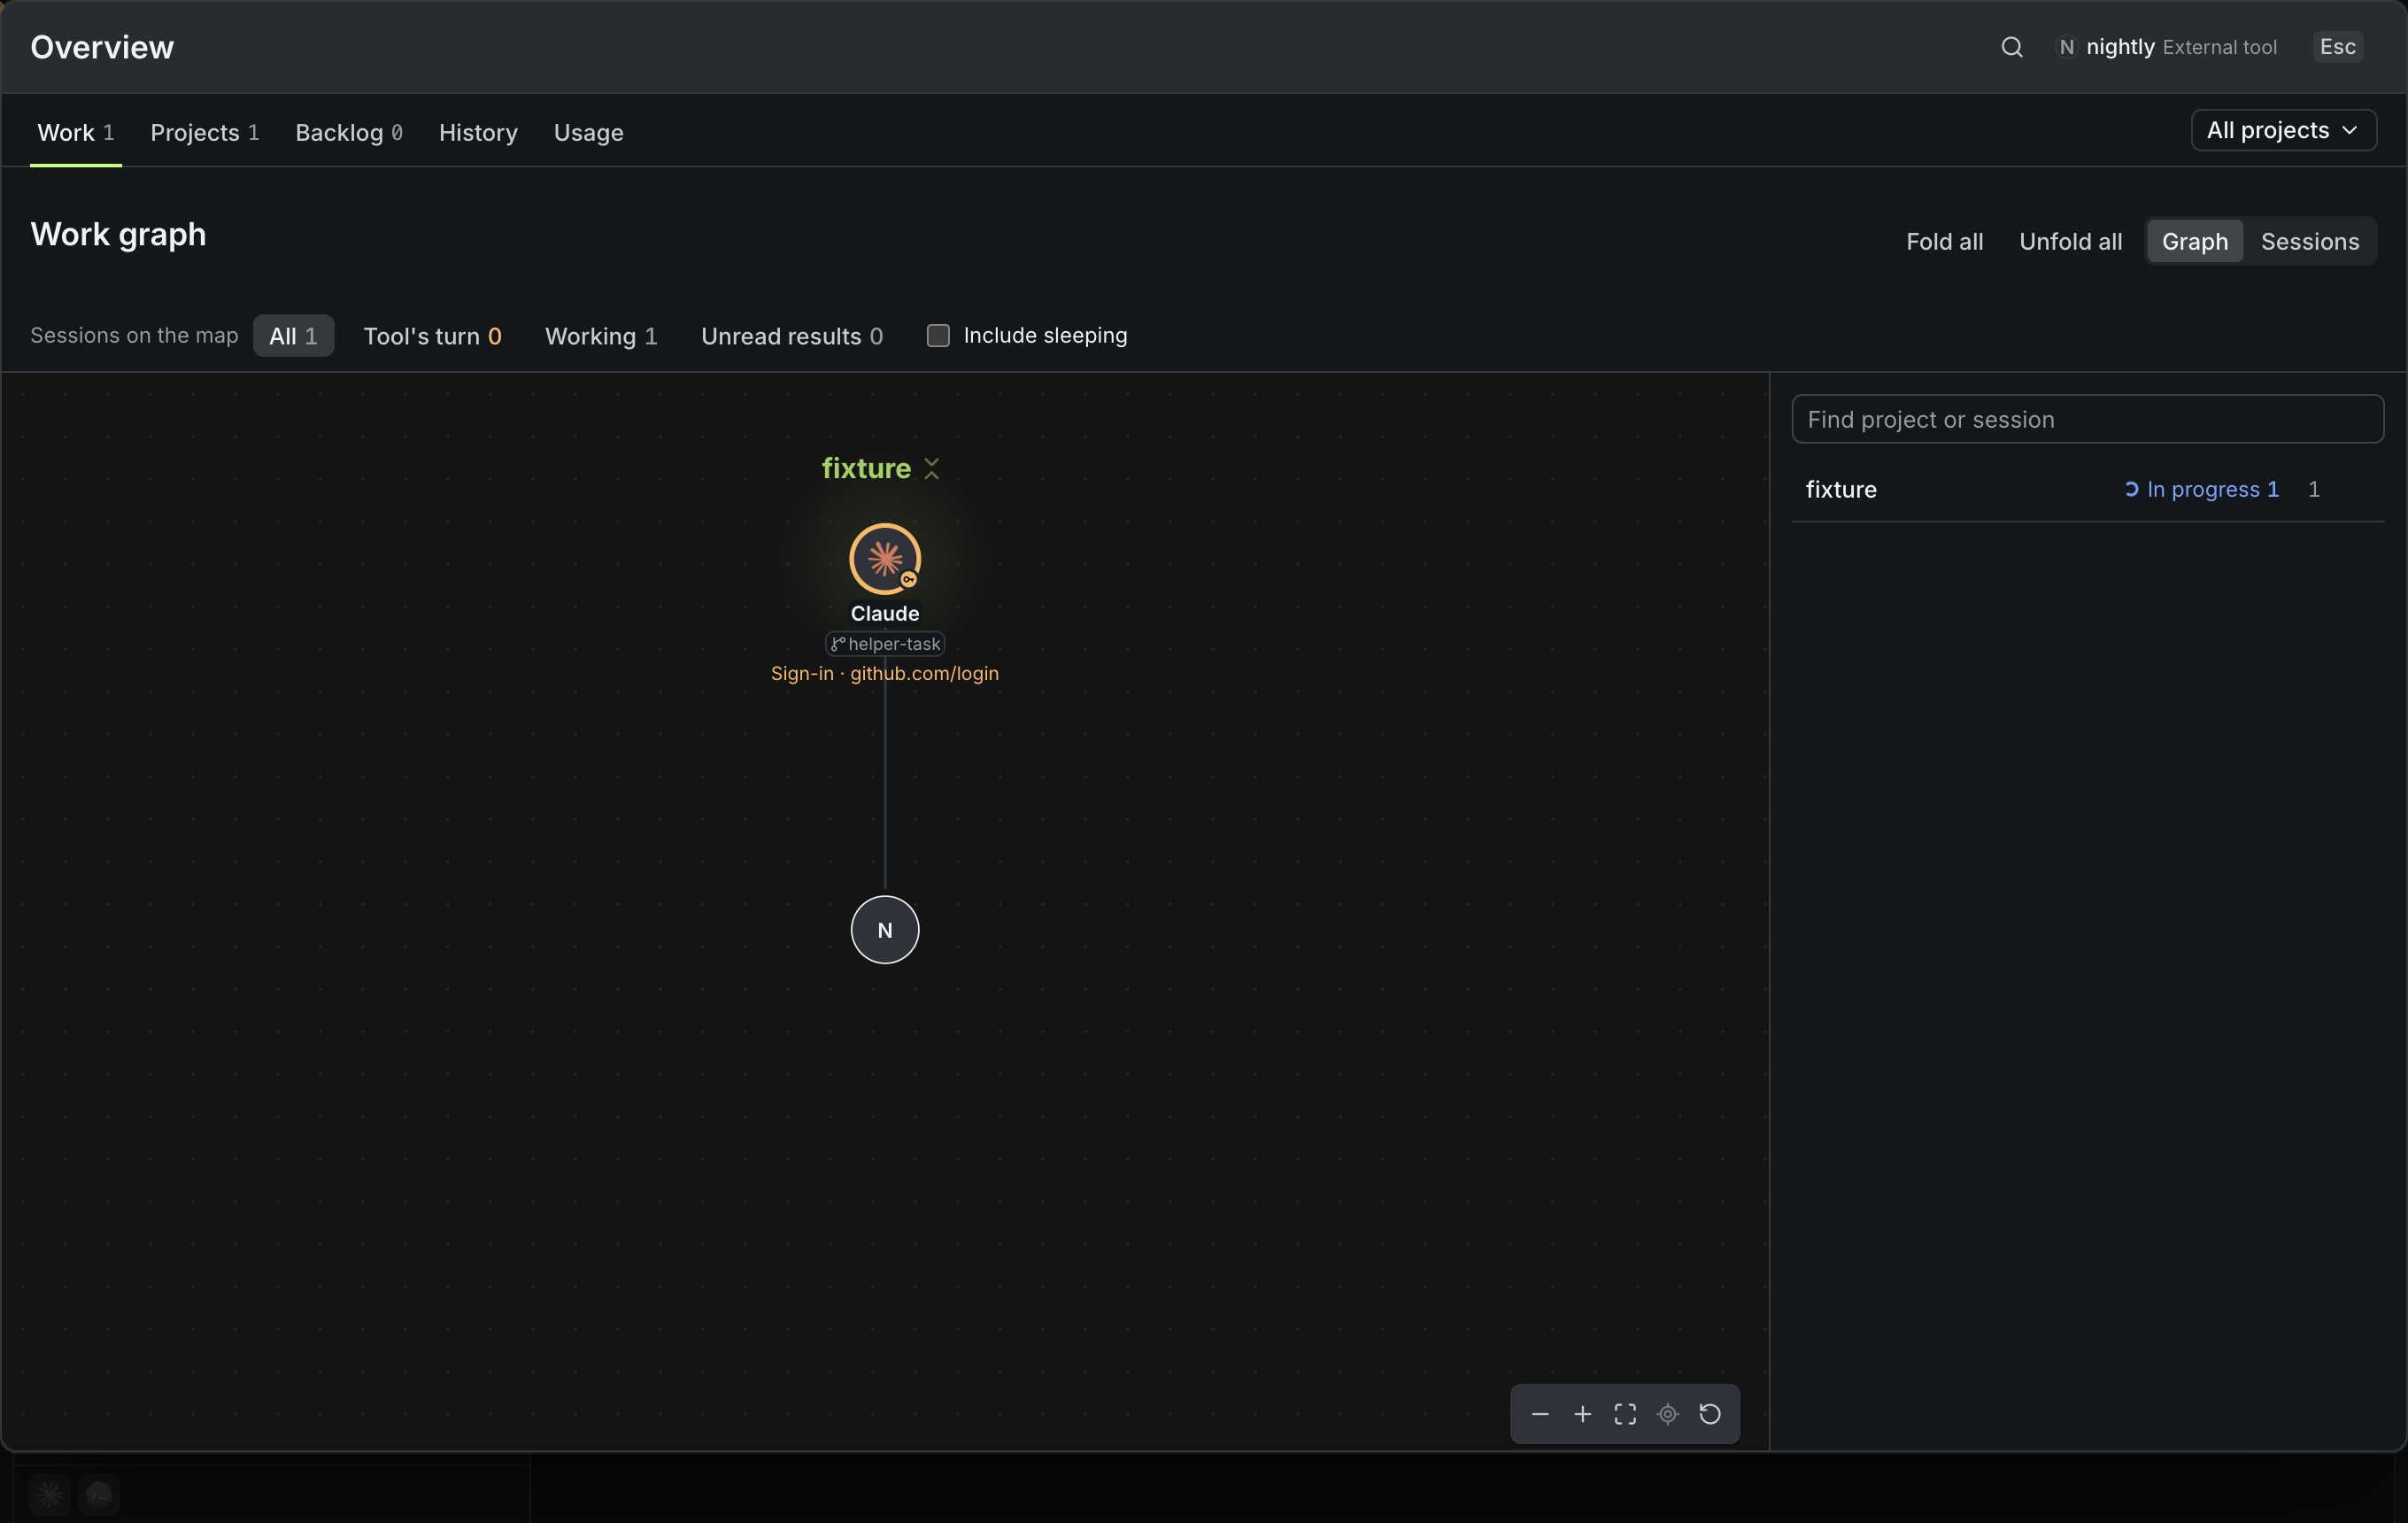 Overview
N nightly External tool Esc
Work 1 Projects 1 Backlog 0 History Usage
All projects
Work graph
Fold all Unfold all Graph Sessions
Sessions on the map All 1 Tool's turn 0 Working 1 Unread results 0 Include sleeping
Find project or session
fixture
fixture In progress 1 1
Claude
helper-task
Sign-in · github.com/login
N